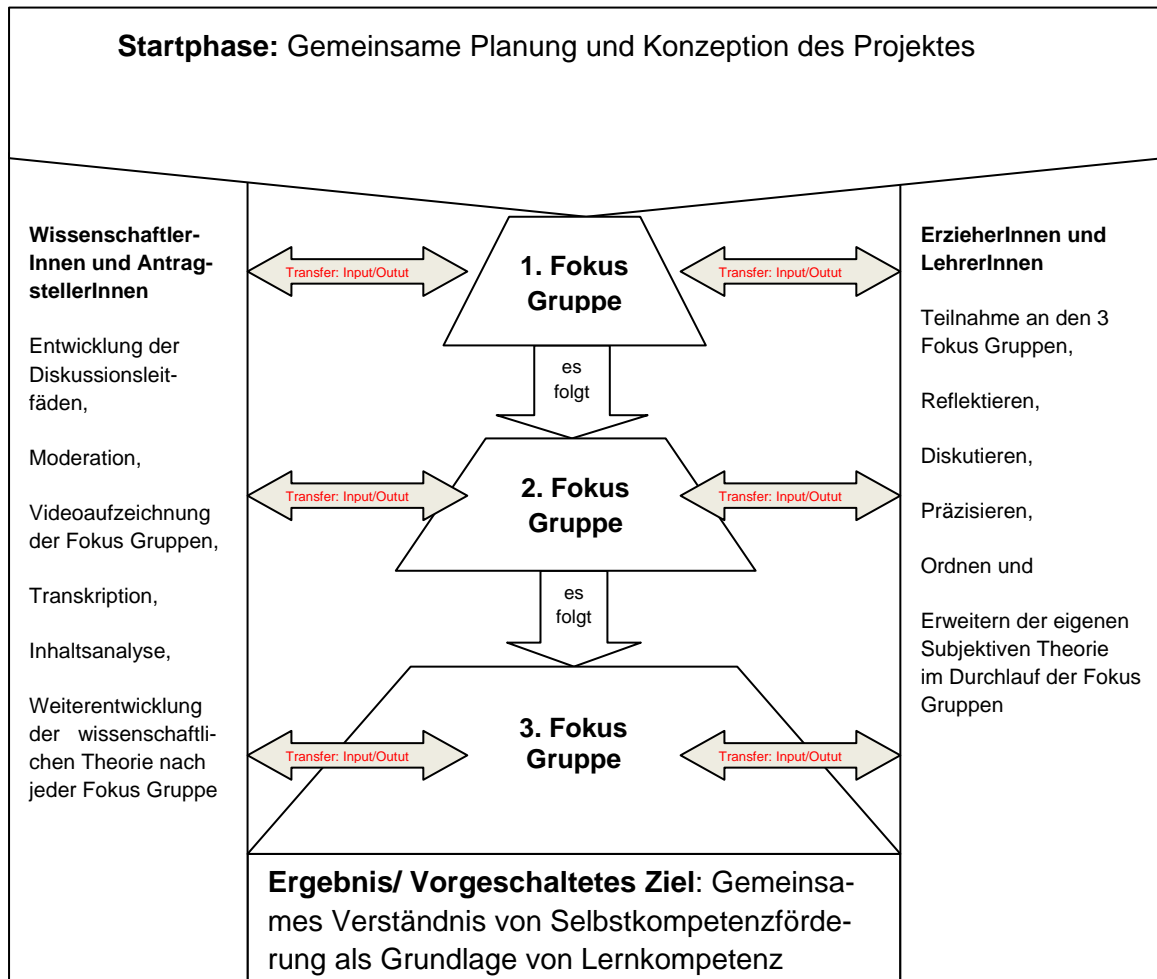 Startphase: Gemeinsame Planung und Konzeption des Projektes
Wissenschaftler-
Innen und Antrag-
stellerInnen
Entwicklung der
Diskussionsleit-
fäden,
Moderation,
Videoaufzeichnung
der Fokus Gruppen,
Transkription,
Inhaltsanalyse,
Weiterentwicklung
der wissenschaftli-
chen Theorie nach
jeder Fokus Gruppe
Transfer: Input/Outut
1. Fokus
Gruppe
Transfer: Input/Outut
es
folgt
Transfer: Input/Outut
2. Fokus
Gruppe
Transfer: Input/Outut
es
folgt
Transfer: Input/Outut
3. Fokus
Gruppe
Transfer: Input/Outut
ErzieherInnen und
LehrerInnen
Teilnahme an den 3
Fokus Gruppen,
Reflektieren,
Diskutieren,
Präzisieren,
Ordnen und
Erweitern der eigenen
Subjektiven Theorie
im Durchlauf der Fokus
Gruppen
Ergebnis/ Vorgeschaltetes Ziel: Gemeinsa-
mes Verständnis von Selbstkompetenzförde-
rung als Grundlage von Lernkompetenz